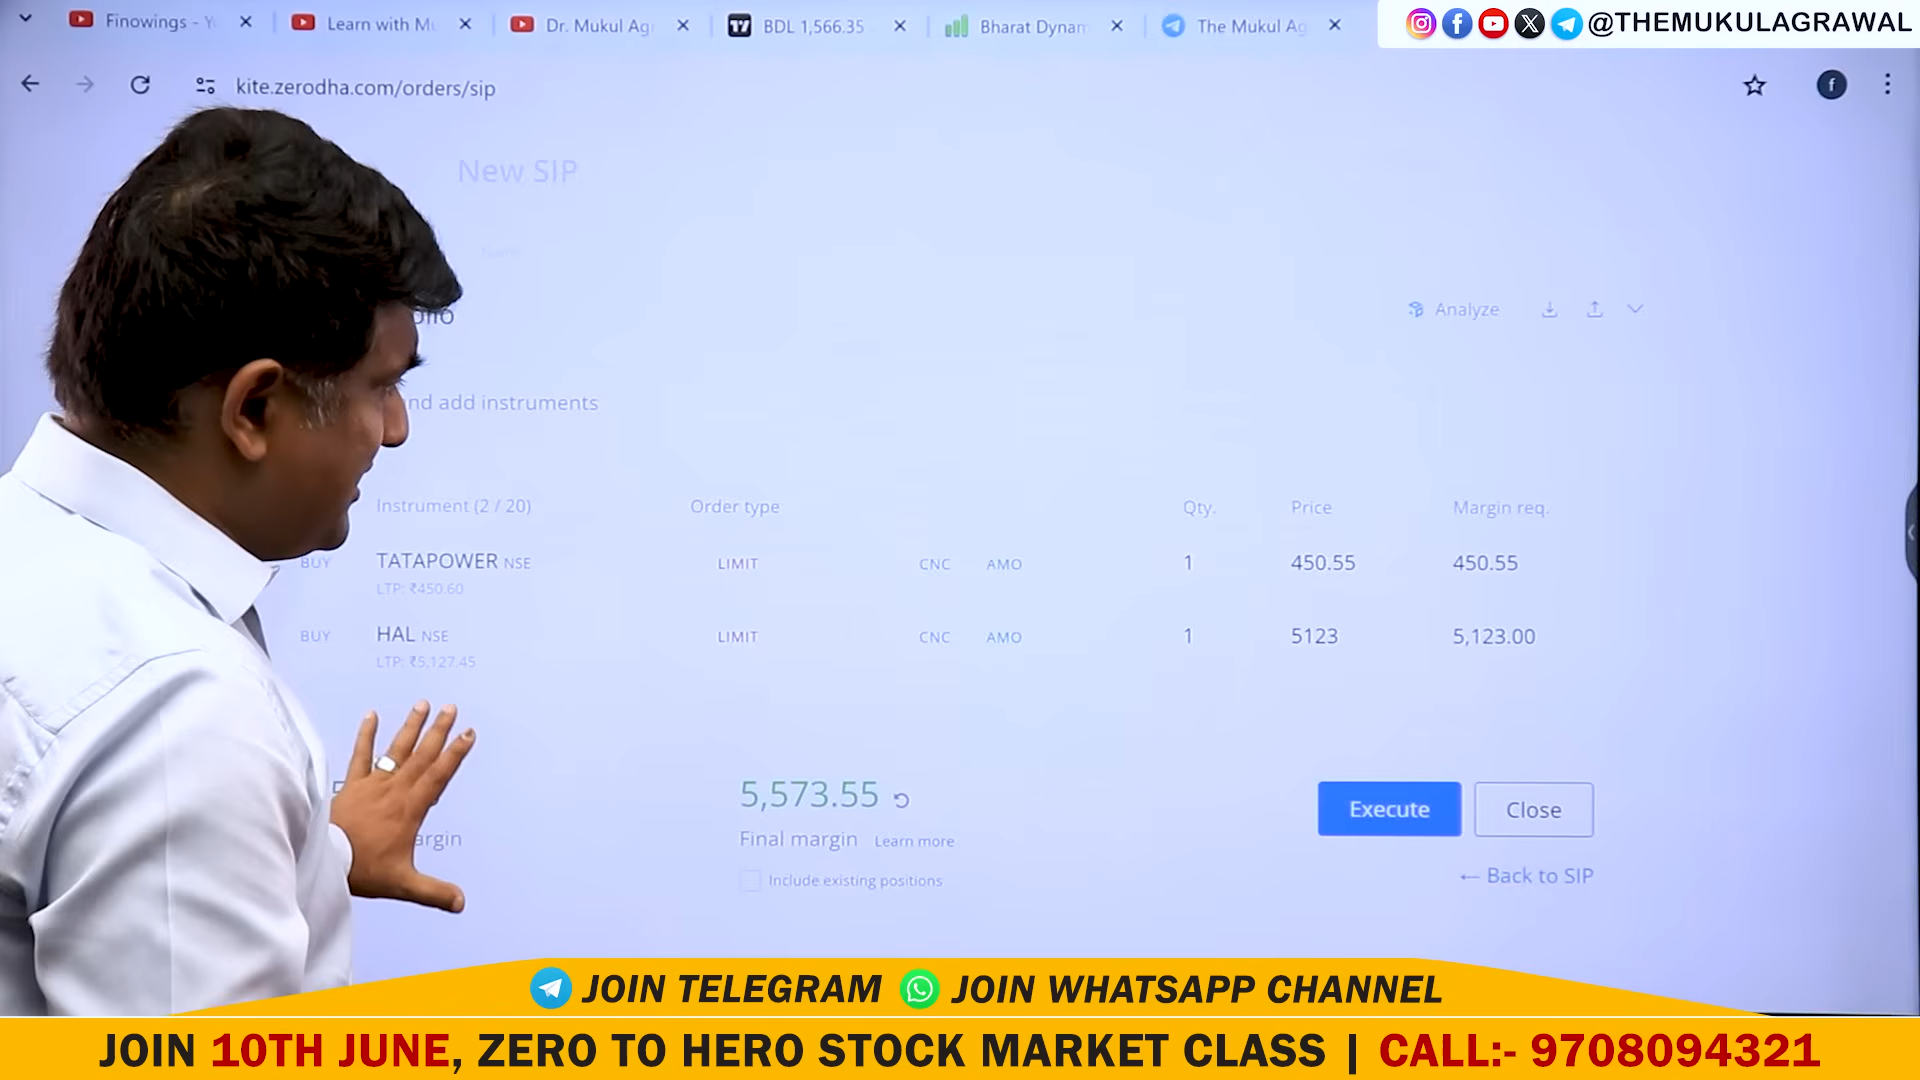 Finowings - Y
Learn with Mu
Dr. Mukul Agr
BDL 1,566.35
Bharat Dynam
The Mukul Ag
@THEMUKULAGRAWAL
kite.zerodha.com/orders/sip
f
New SIP
Name
olio
Analyze
nd add instruments
Instrument (2 / 20) Order type Qty. Price Margin req.
BUY TATAPOWER NSE LIMIT CNC AMO 1 450.55 450.55
LTP: ₹450.60
BUY HAL NSE LIMIT CNC AMO 1 5123 5,123.00
LTP: ₹5,127.45
5,573.55
Execute Close
argin
Final margin Learn more
Include existing positions
← Back to SIP
JOIN TELEGRAM JOIN WHATSAPP CHANNEL
JOIN 10TH JUNE, ZERO TO HERO STOCK MARKET CLASS | CALL:- 9708094321